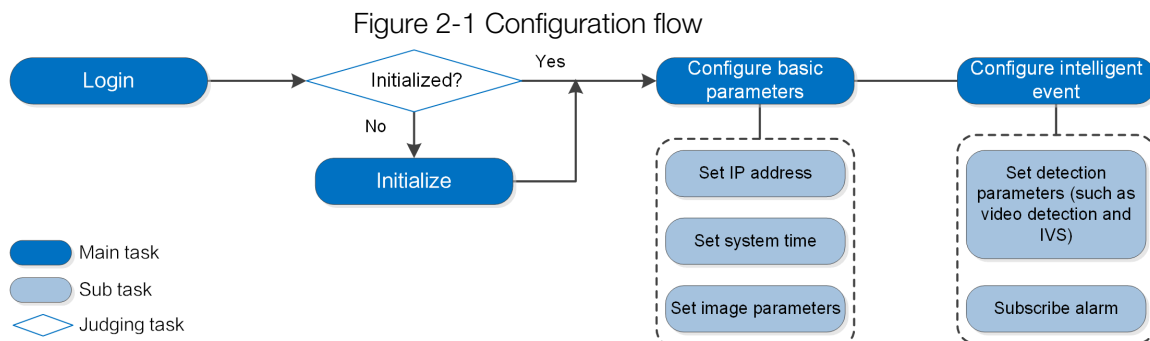 Figure 2-1 Configuration flow
Login
Initialized?
Yes
No
Initialize
Configure basic
parameters
Set IP address
Set system time
Set image parameters
Configure intelligent
event
Set detection
parameters (such as
video detection and
IVS)
Subscribe alarm
Main task
Sub task
Judging task